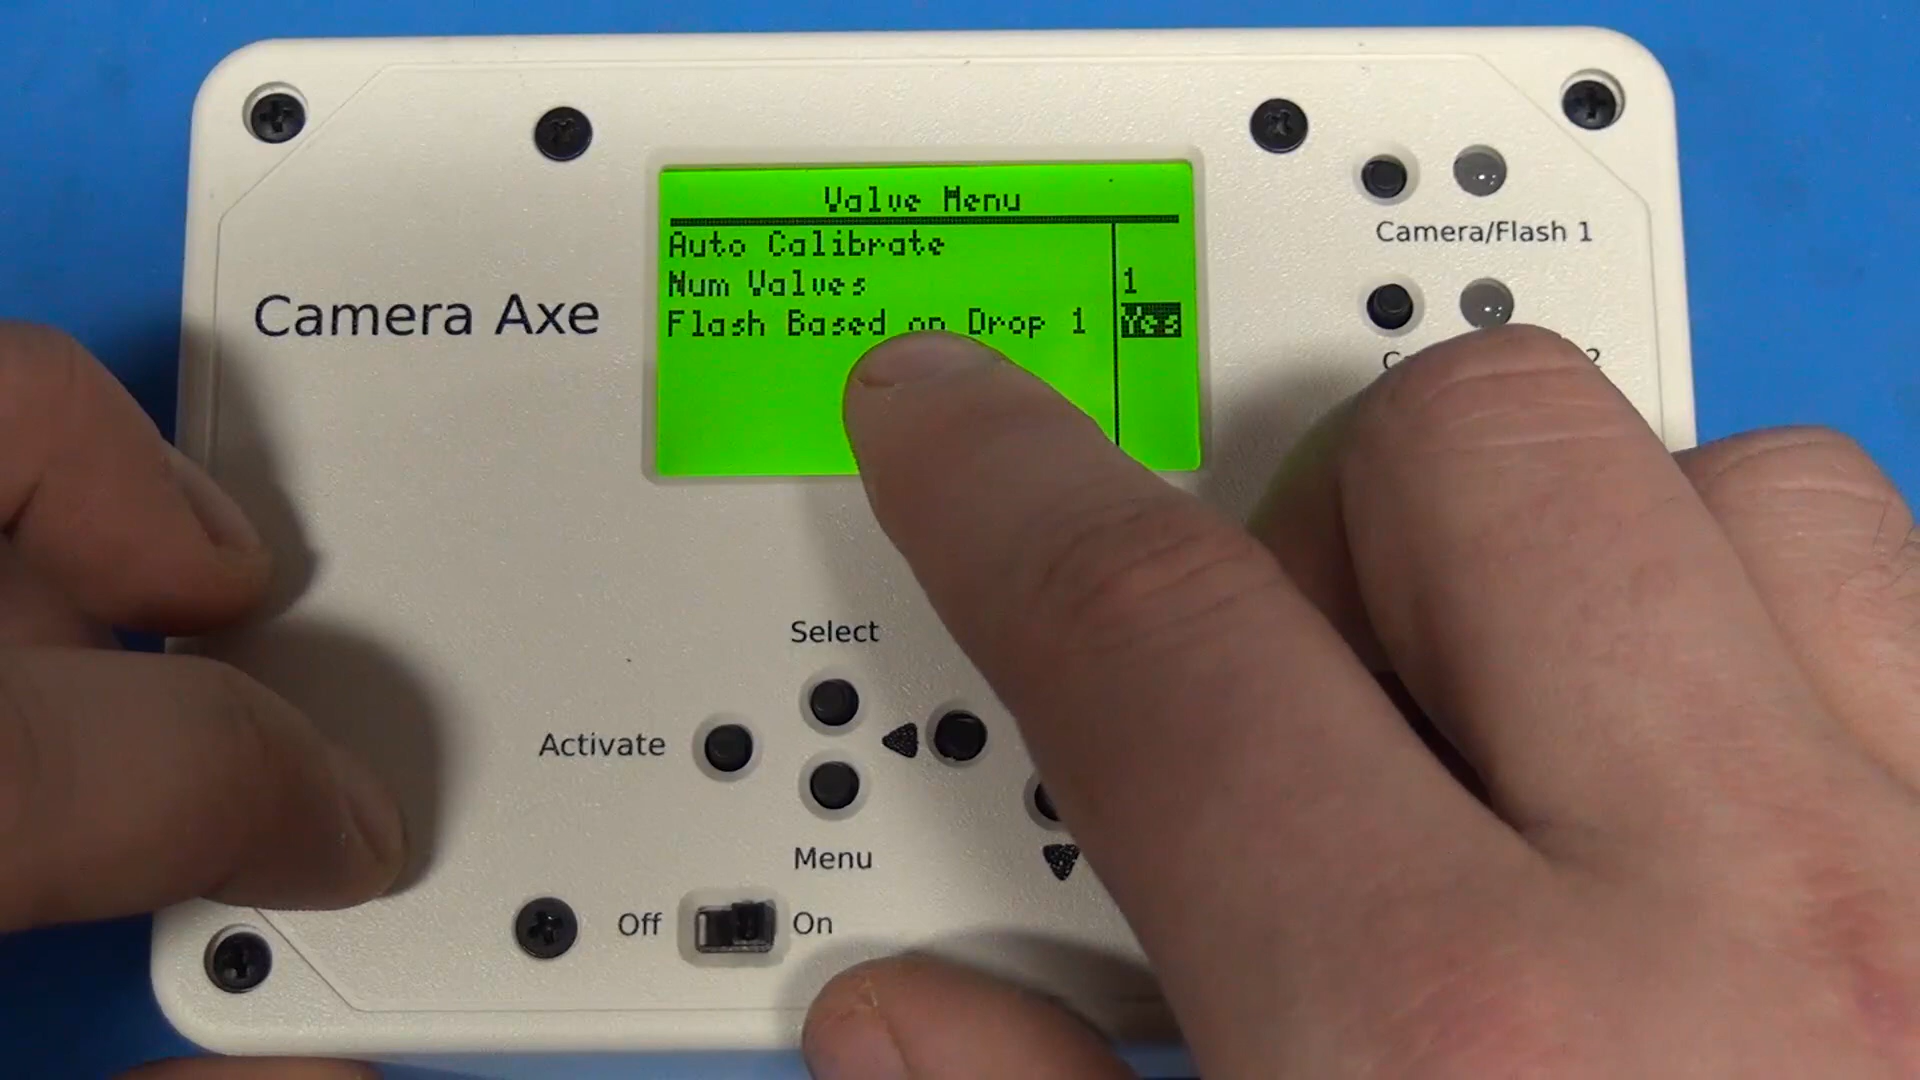 Valve Menu
Auto Calibrate
Num Valves 1
Flash Based on Drop 1 Yes
Camera Axe
Camera/Flash 1
2
Select
Activate
Menu
Off On